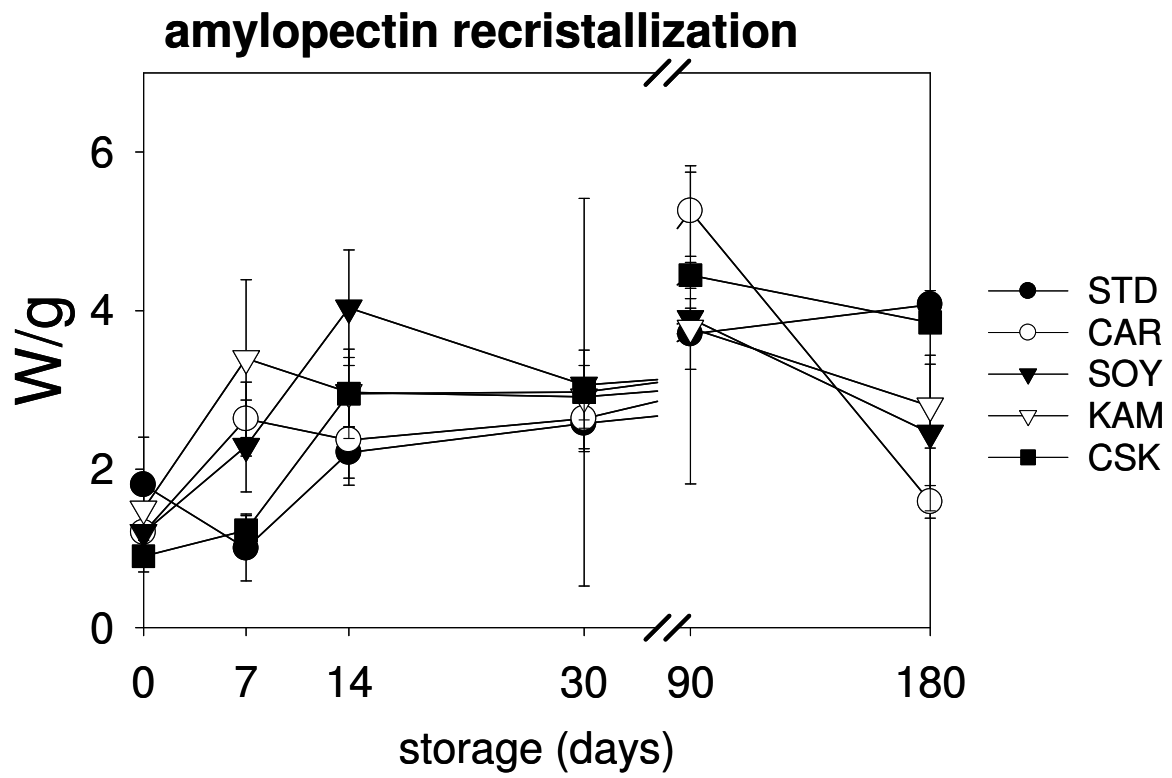 amylopectin recristallization
W/g
6
4
2
0
0 7 14 30 90 180
storage (days)
STD
CAR
SOY
KAM
CSK